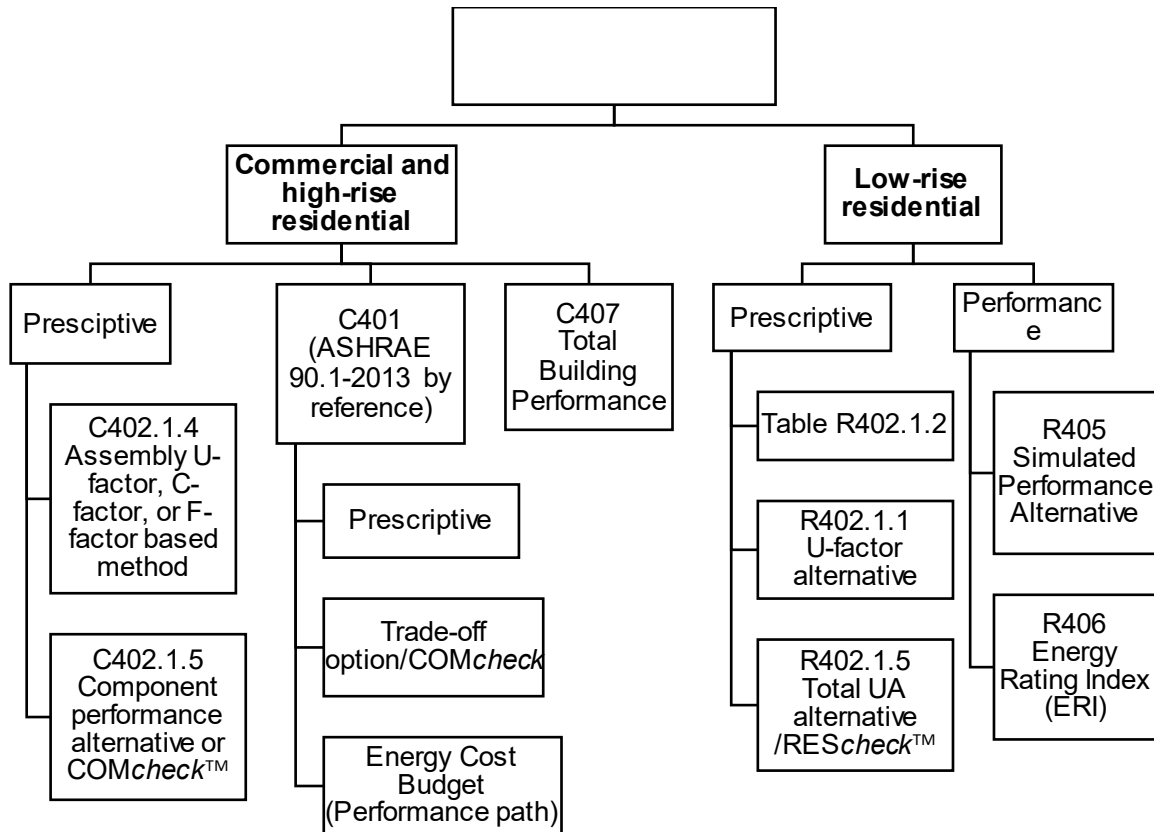 Commercial and
high-rise
residential
Low-rise
residential
Presciptive
C401
(ASHRAE
90.1-2013 by
reference)
C407
Total
Building
Performance
Prescriptive
Performanc
e
C402.1.4
Assembly U-
factor, C-
factor, or F-
factor based
method
C402.1.5
Component
performance
alternative or
COMcheck™
Prescriptive
Trade-off
option/COMcheck
Energy Cost
Budget
(Performance path)
Table R402.1.2
R402.1.1
U-factor
alternative
R402.1.5
Total UA
alternative
/REScheck™
R405
Simulated
Performance
Alternative
R406
Energy
Rating Index
(ERI)